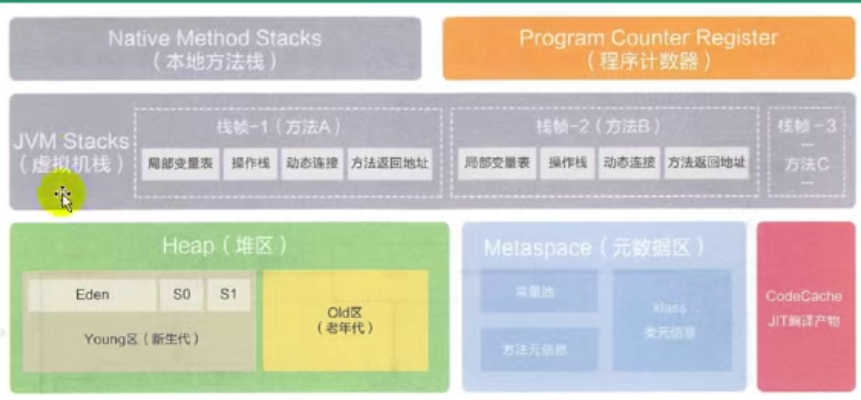 Native Method Stacks
（本地方法栈）
Program Counter Register
（程序计数器）
JVM Stacks
（虚拟机栈）
栈帧-1（方法A）
局部变量表
操作栈
动态连接
方法返回地址
栈帧-2（方法B）
局部变量表
操作栈
动态连接
方法返回地址
栈帧-3
...
方法C
...
Heap（堆区）
Eden
S0
S1
Young区（新生代）
Old区
（老年代）
Metaspace（元数据区）
常量池
方法元信息
klass
类元信息
CodeCache
JIT编译产物